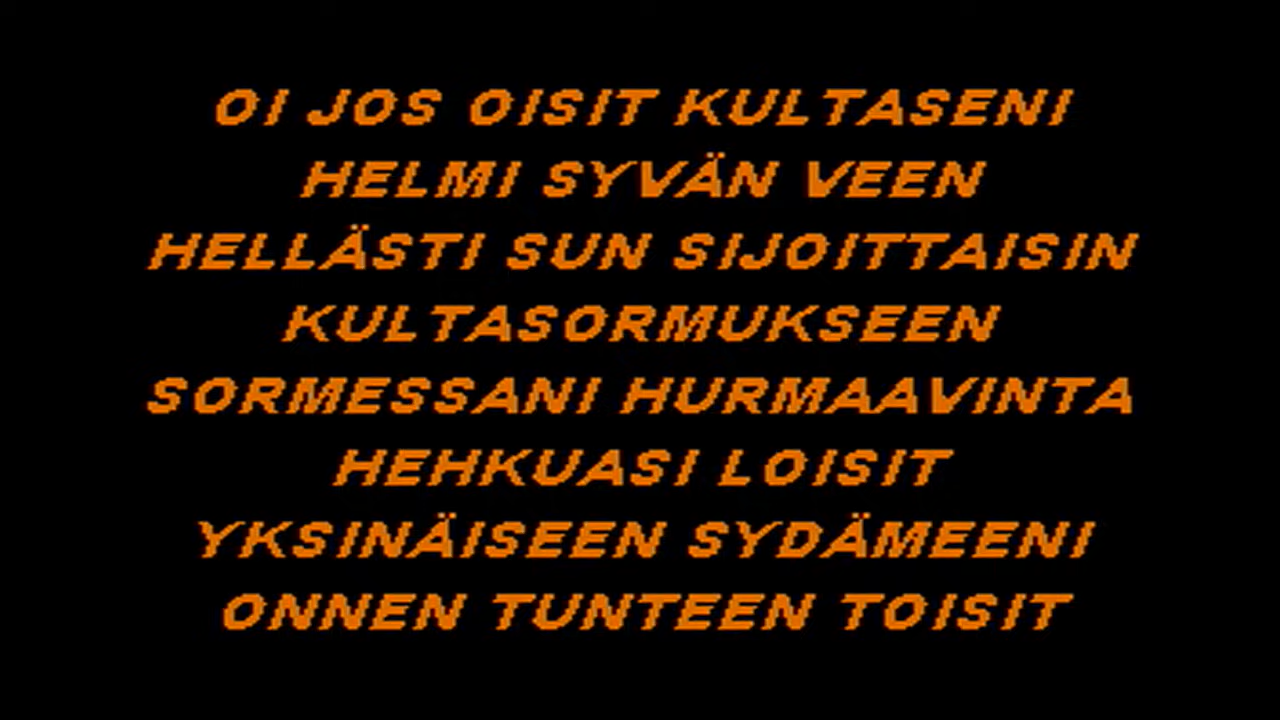 OI JOS OISIT KULTASENI
HELMI SYVÄN VEEN
HELLÄSTI SUN SIJOITTAISIN
KULTASORMUKSEEN
SORMESSANI HURMAAVINTA
HEHKUASI LOISIT
YKSINÄISEEN SYDÄMEENI
ONNEN TUNTEEN TOISIT